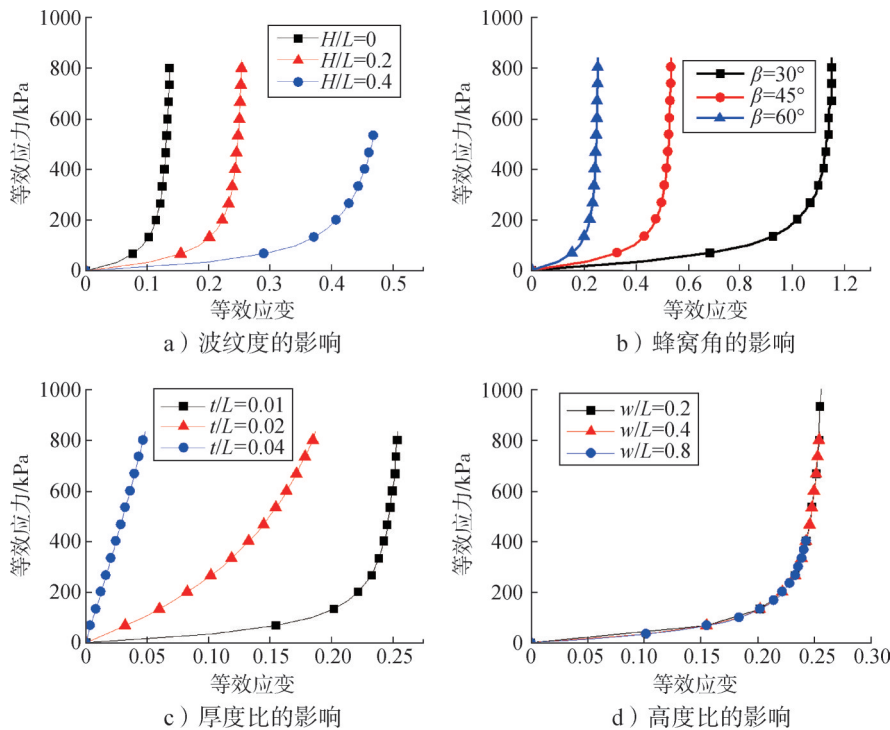 1000
800
600
400
200
0
等效应力/kPa
H/L=0
H/L=0.2
H/L=0.4
0 0.1 0.2 0.3 0.4 0.5
等效应变
a）波纹度的影响
1000
800
600
400
200
0
等效应力/kPa
β=30°
β=45°
β=60°
0 0.2 0.4 0.6 0.8 1.0 1.2
等效应变
b）蜂窝角的影响
1000
800
600
400
200
0
等效应力/kPa
t/L=0.01
t/L=0.02
t/L=0.04
0 0.05 0.10 0.15 0.20 0.25
等效应变
c）厚度比的影响
1000
800
600
400
200
0
等效应力/kPa
w/L=0.2
w/L=0.4
w/L=0.8
0 0.05 0.10 0.15 0.20 0.25 0.30
等效应变
d）高度比的影响